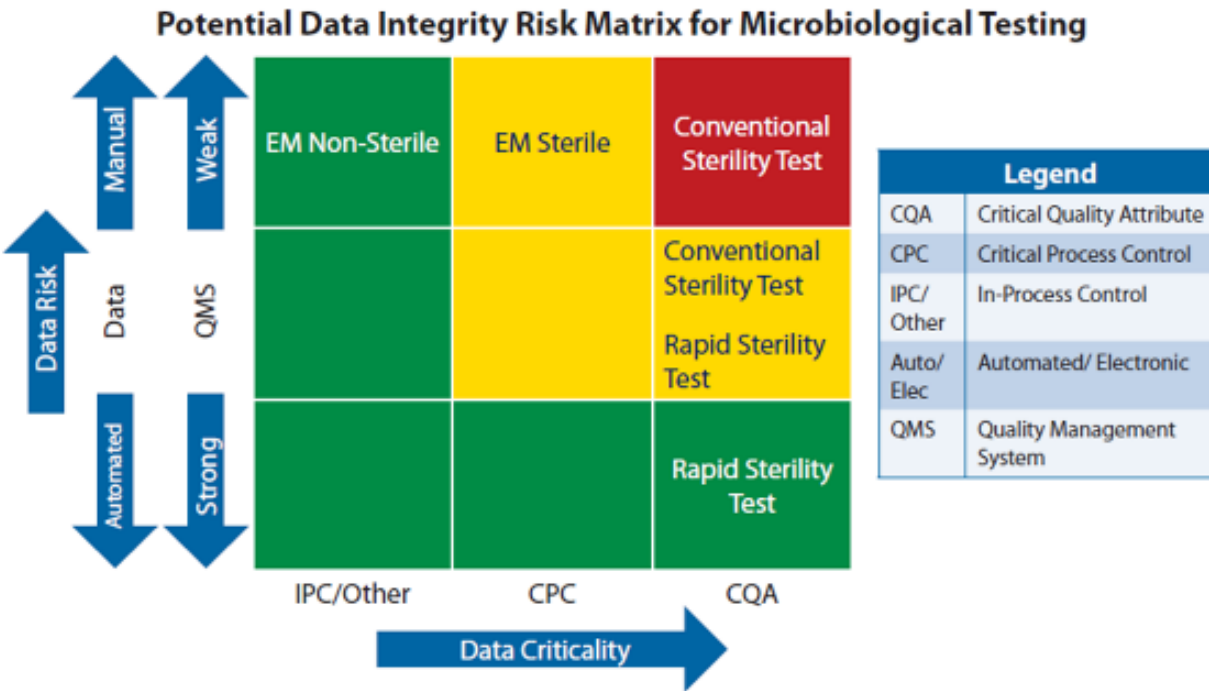 Potential Data Integrity Risk Matrix for Microbiological Testing
Data Risk
Manual
Data
Automated
Weak
QMS
Strong
EM Non-Sterile
EM Sterile
Conventional
Sterility Test
Conventional
Sterility Test
Rapid Sterility
Test
Rapid Sterility
Test
IPC/Other
CPC
CQA
Data Criticality
Legend
CQA Critical Quality Attribute
CPC Critical Process Control
IPC/ In-Process Control
Other
Auto/ Automated/ Electronic
Elec
QMS Quality Management
System